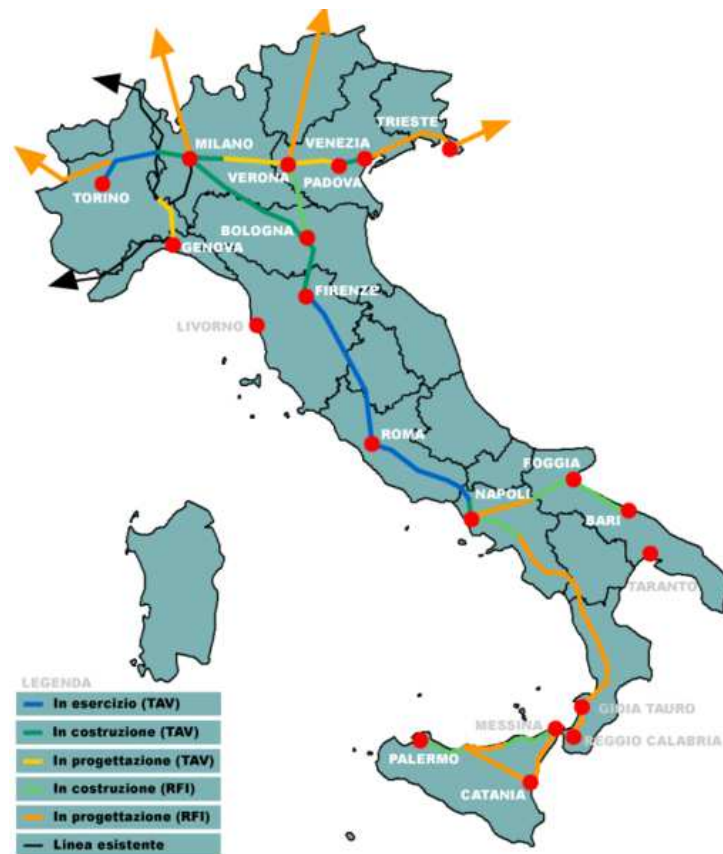 TRIESTE
MILANO
VENEZIA
VERONA
PADOVA
TORINO
BOLOGNA
GENOVA
FIRENZE
LIVORNO
ROMA
FOGGIA
NAPOLI
BARI
TARANTO
LEGENDA
In esercizio (TAV)
In costruzione (TAV)
In progettazione (TAV)
In costruzione (RFI)
In progettazione (RFI)
Linea esistente
GIOIA TAURO
MESSINA
REGGIO CALABRIA
PALERMO
CATANIA